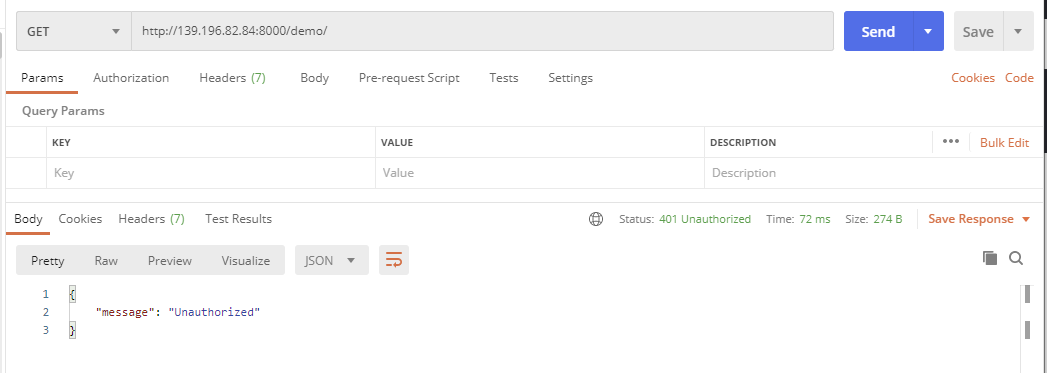 GET http://139.196.82.84:8000/demo/ Send Save
Params Authorization Headers (7) Body Pre-request Script Tests Settings Cookies Code
Query Params
KEY VALUE DESCRIPTION ••• Bulk Edit
Key Value Description
Body Cookies Headers (7) Test Results Status: 401 Unauthorized Time: 72 ms Size: 274 B Save Response
Pretty Raw Preview Visualize JSON
1 {
2 "message": "Unauthorized"
3 }